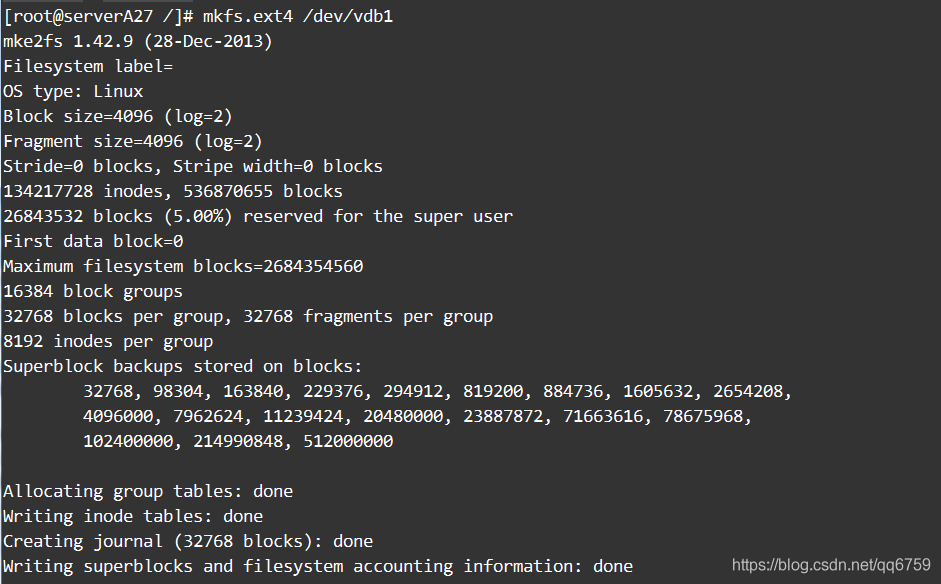 [root@serverA27 /]# mkfs.ext4 /dev/vdb1
mke2fs 1.42.9 (28-Dec-2013)
Filesystem label=
OS type: Linux
Block size=4096 (log=2)
Fragment size=4096 (log=2)
Stride=0 blocks, Stripe width=0 blocks
134217728 inodes, 536870655 blocks
26843532 blocks (5.00%) reserved for the super user
First data block=0
Maximum filesystem blocks=2684354560
16384 block groups
32768 blocks per group, 32768 fragments per group
8192 inodes per group
Superblock backups stored on blocks:
        32768, 98304, 163840, 229376, 294912, 819200, 884736, 1605632, 2654208,
        4096000, 7962624, 11239424, 20480000, 23887872, 71663616, 78675968,
        102400000, 214990848, 512000000

Allocating group tables: done
Writing inode tables: done
Creating journal (32768 blocks): done
Writing superblocks and filesystem accounting information: done
https://blog.csdn.net/qq6759